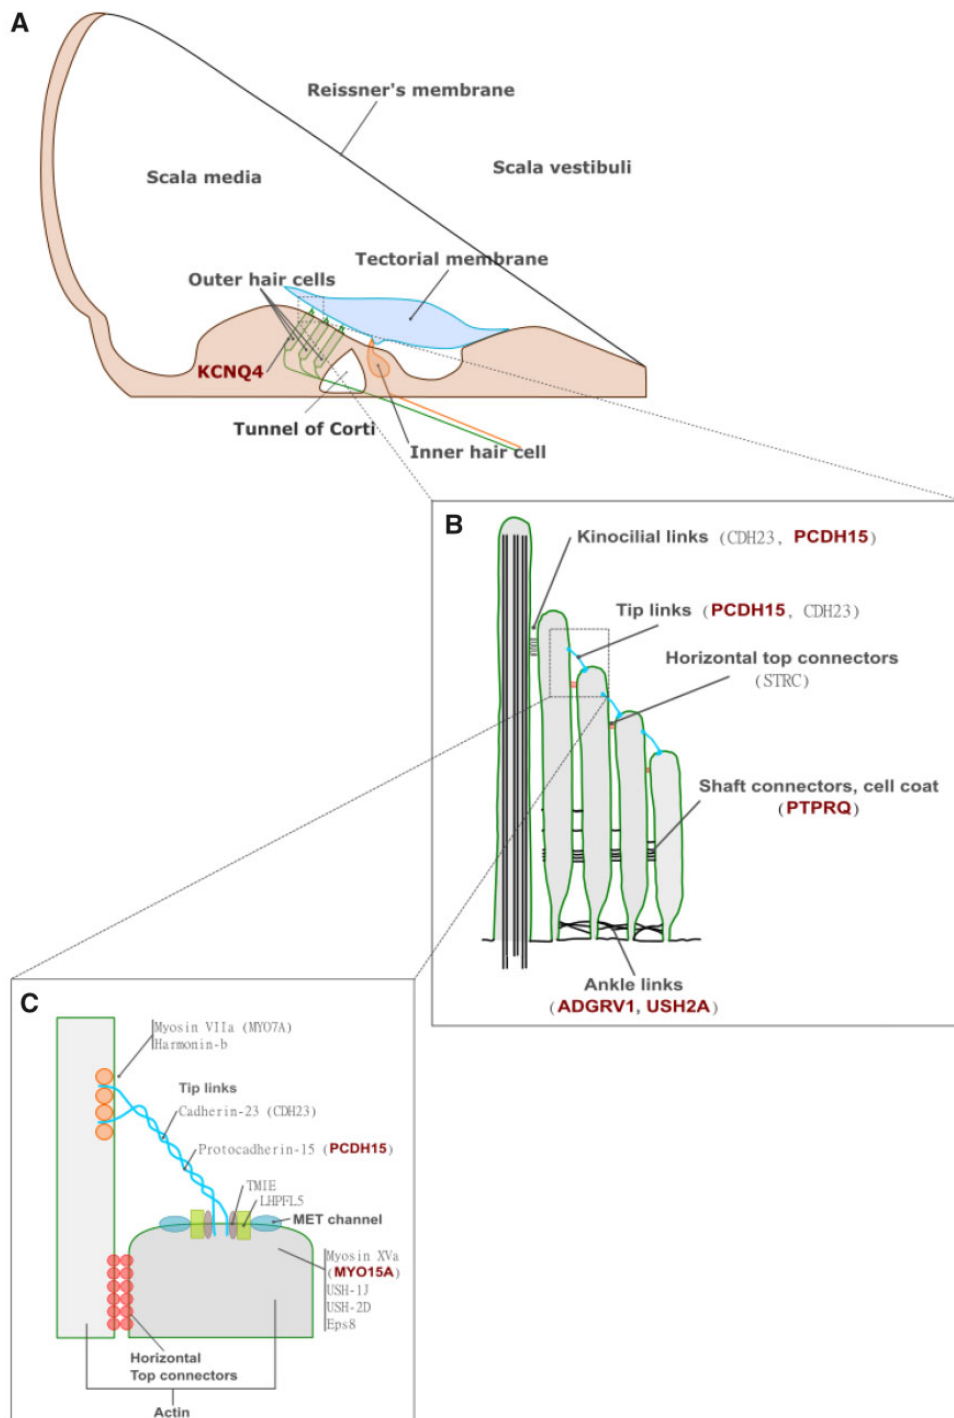 A
Reissner's membrane
Scala media
Scala vestibuli
Tectorial membrane
Outer hair cells
KCNQ4
Tunnel of Corti
Inner hair cell
B
Kinocilial links (CDH23, PCDH15)
Tip links (PCDH15, CDH23)
Horizontal top connectors
(STRC)
Shaft connectors, cell coat
(PTPRQ)
Ankle links
(ADGRV1, USH2A)
C
Myosin VIIa (MYO7A)
Harmonin-b
Tip links
Cadherin-23 (CDH23)
Protocadherin-15 (PCDH15)
TMIE
LHPFL5
MET channel
Myosin XVa
(MYO15A)
USH-1J
USH-2D
Eps8
Horizontal
Top connectors
Actin